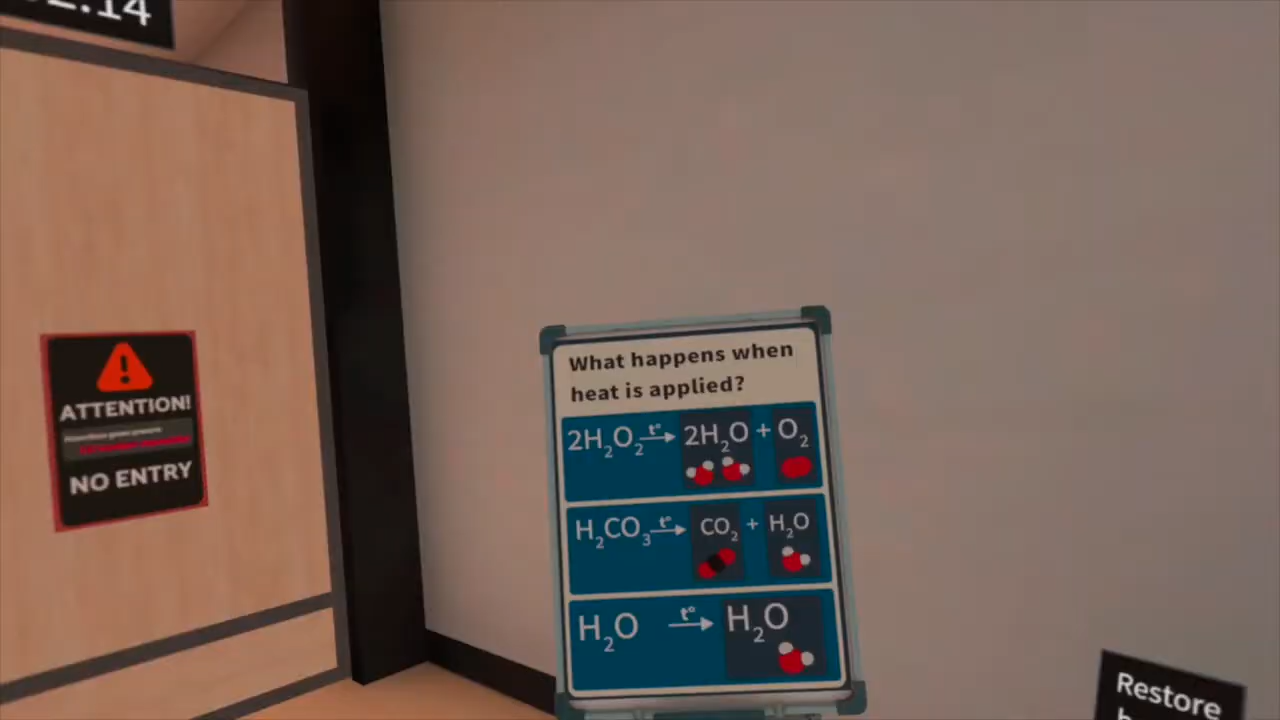 :14
ATTENTION!
NO ENTRY
What happens when
heat is applied?
2H₂O₂ t° → 2H₂O + O₂
H₂CO₃ t° → CO₂ + H₂O
H₂O t° → H₂O
Restore